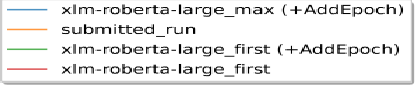 xlm-roberta-large_max (+AddEpoch)
submitted_run
xlm-roberta-large_first (+AddEpoch)
xlm-roberta-large_first